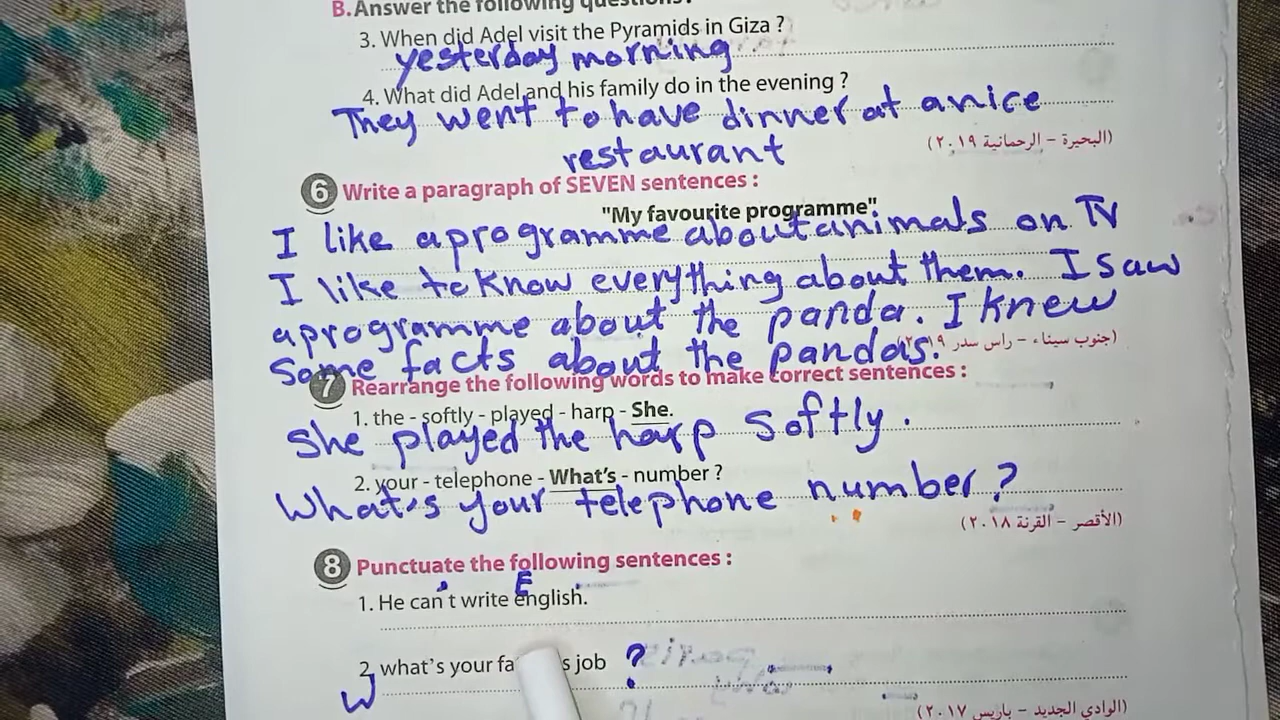 B. Answer the following questions:
3. When did Adel visit the Pyramids in Giza ?
yesterday morning
4. What did Adel and his family do in the evening ?
They went to have dinner at a nice
restaurant
(البحيرة - الرحمانية ٢٠١٩)
6 Write a paragraph of SEVEN sentences :
"My favourite programme"
I like a programme about animals on TV
I like to know everything about them. I saw
a programme about the panda. I knew
Some facts about the pandas.
(جنوب سيناء - راس سدر ٢٠١٩)
7 Rearrange the following words to make correct sentences :
1. the - softly - played - harp - She.
She played the harp softly.
2. your - telephone - What's - number ?
What's your telephone number?
(الأقصر - القرنة ٢٠١٨)
8 Punctuate the following sentences :
E
1. He can't write english.
2. what's your job ?
W
(الوادي الجديد - باريس ٢٠١٧)